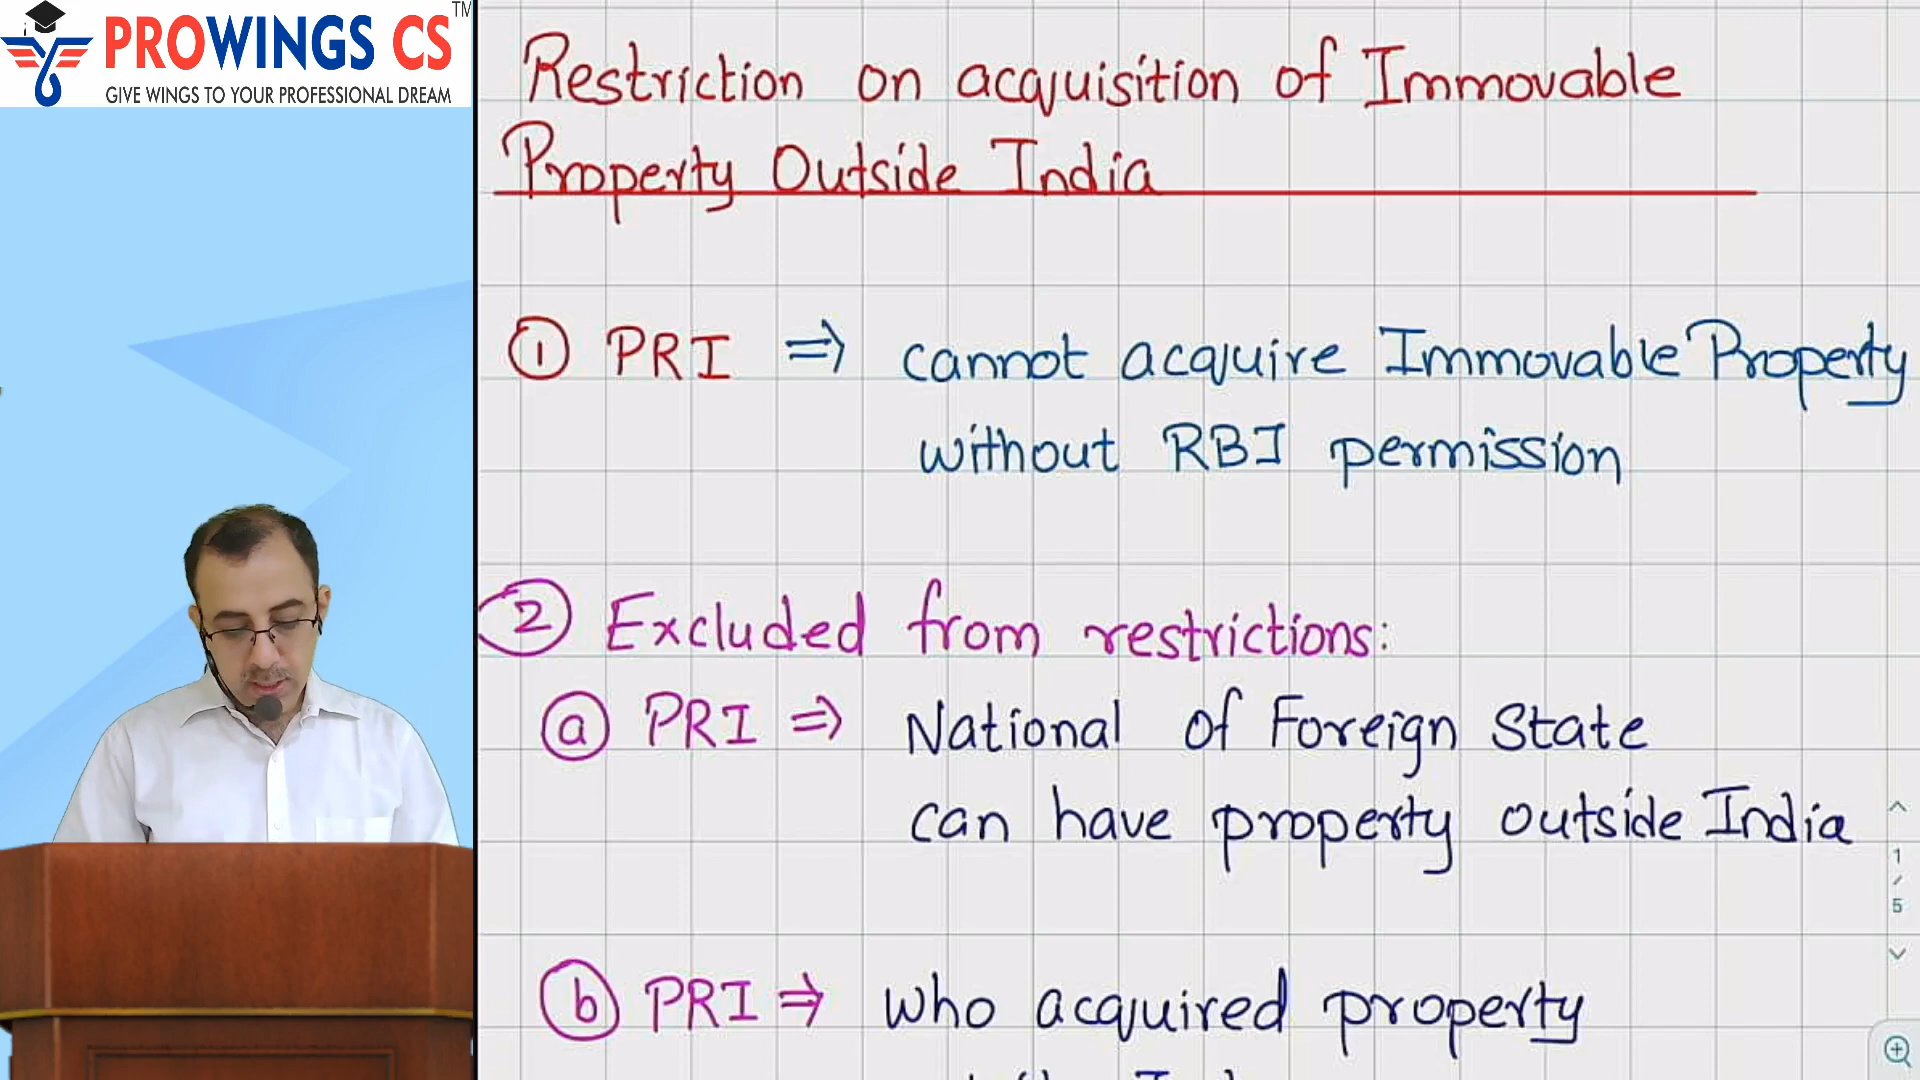 PROWINGS CS TM
GIVE WINGS TO YOUR PROFESSIONAL DREAM
Restriction on acquisition of Immovable
Property Outside India
1 PRI ⇒ cannot acquire Immovable Property
without RBI permission
2 Excluded from restrictions:
a PRI ⇒ National of Foreign State
can have property outside India
b PRI ⇒ who acquired property
1
/
5